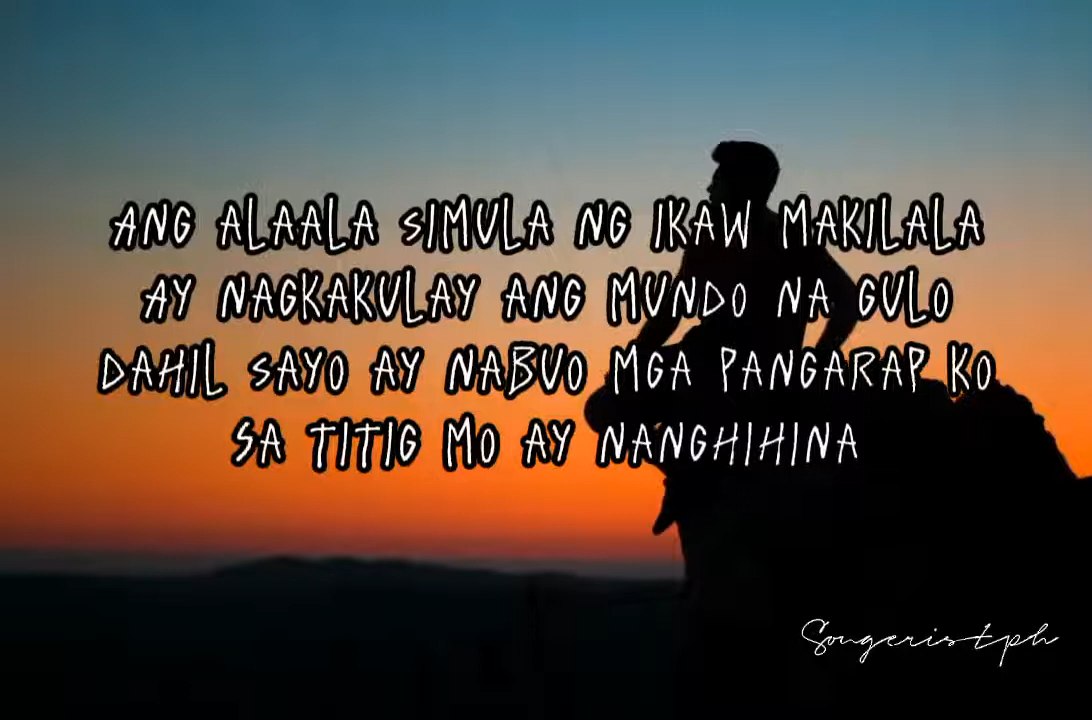 ANG ALAALA SIMULA NG IKAW MAKILALA
AY NAGKAKULAY ANG MUNDO NA GULO
DAHIL SAYO AY NABUO MGA PANGARAP KO
SA TITIG MO AY NANGHIHINA
Songeristph